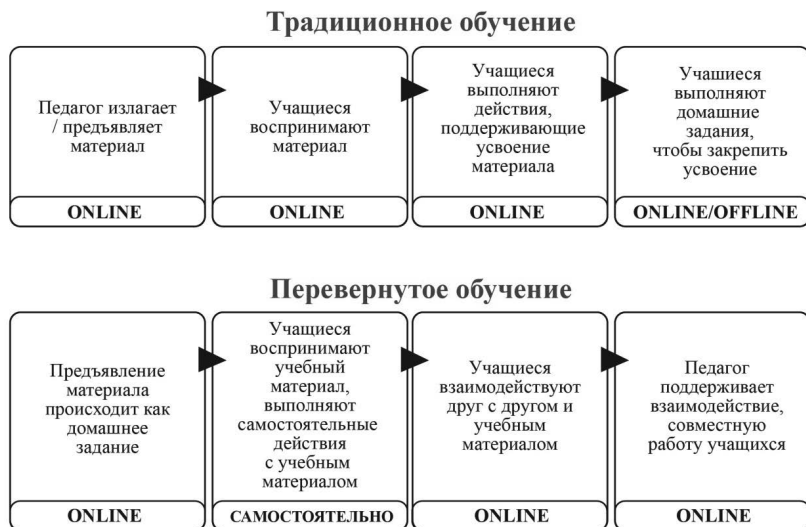 Традиционное обучение
Педагог излагает
/ предъявляет
материал
ONLINE
Учащиеся
воспринимают
материал
ONLINE
Учащиеся
выполняют
действия,
поддерживающие
усвоение
материала
ONLINE
Учашиеся
выполняют
домашние
задания,
чтобы закрепить
усвоение
ONLINE/OFFLINE
Перевернутое обучение
Предъявление
материала
происходит как
домашнее
задание
ONLINE
Учащиеся
воспринимают
учебный
материал,
выполняют
самостоятельные
действия
с учебным
материалом
САМОСТОЯТЕЛЬНО
Учащиеся
взаимодействуют
друг с другом и
учебным
материалом
ONLINE
Педагог
поддерживает
взаимодействие,
совместную
работу учащихся
ONLINE